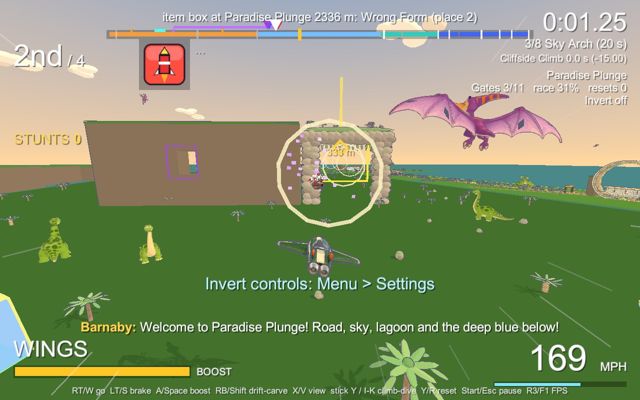 item box at Paradise Plunge 2336 m: Wrong Form (place 2)
0:01.25
2nd / 4
...
3/8 Sky Arch (20 s)
Cliffside Climb 0.0 s (-15.00)
Paradise Plunge
Gates 3/11 race 31% resets 0
Invert off
STUNTS 0
333 m
Invert controls: Menu > Settings
Barnaby: Welcome to Paradise Plunge! Road, sky, lagoon and the deep blue below!
WINGS
BOOST
169 MPH
RT/W go LT/S brake A/Space boost RB/Shift drift-carve X/V view stick Y / I-K climb-dive Y/R reset Start/Esc pause R3/F1 FPS